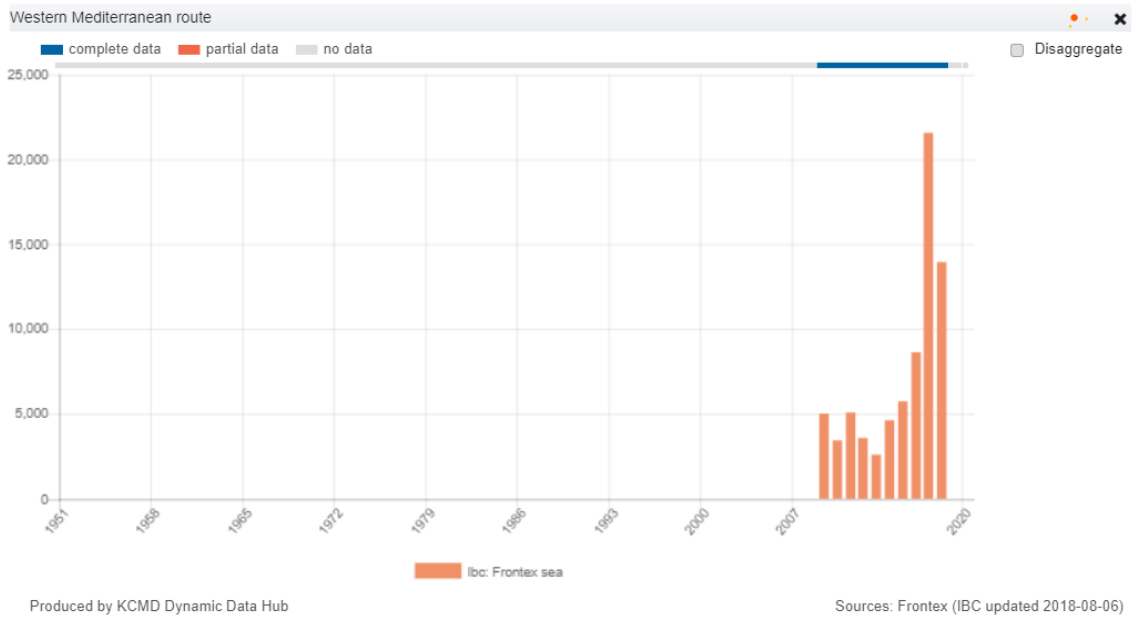 Western Mediterranean route
complete data partial data no data
Disaggregate
25,000
20,000
15,000
10,000
5,000
0
1951 1958 1965 1972 1979 1986 1993 2000 2007 2020
Ibc: Frontex sea
Produced by KCMD Dynamic Data Hub
Sources: Frontex (IBC updated 2018-08-06)